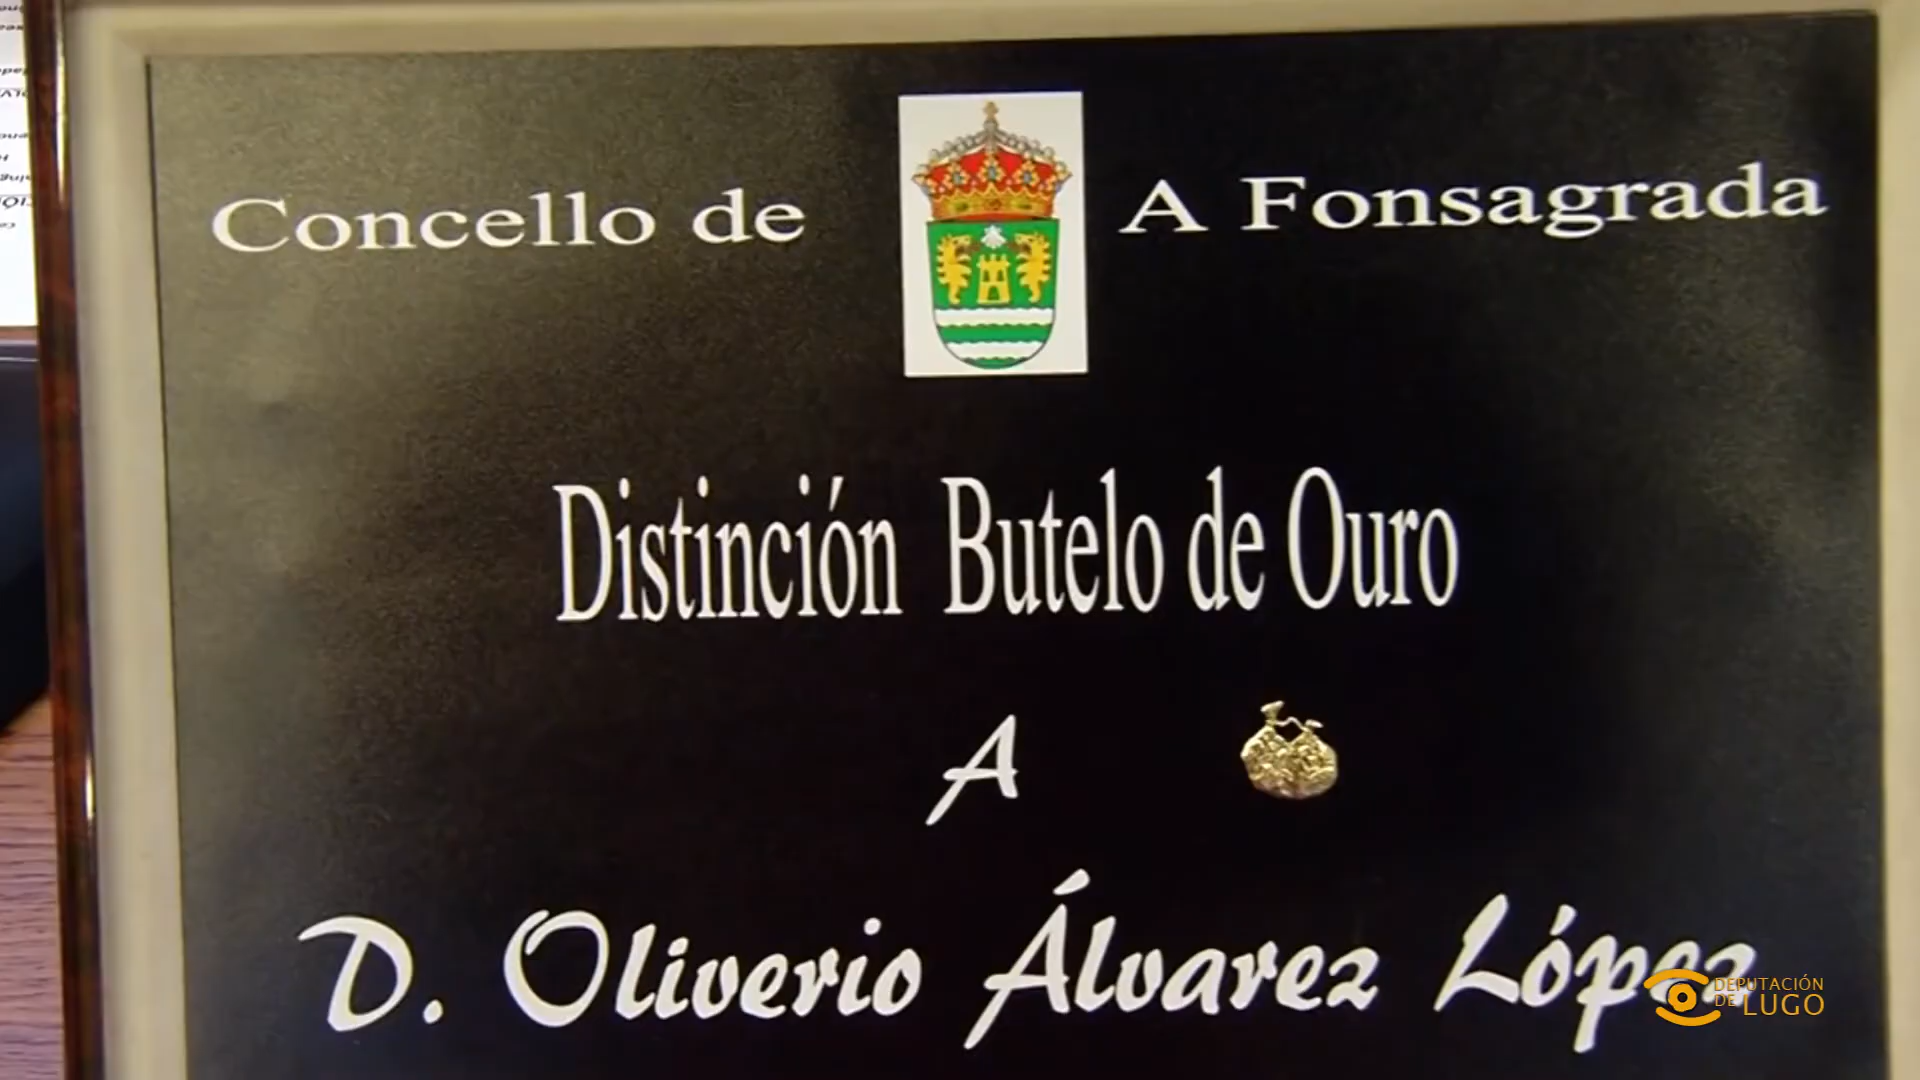 Concello de A Fonsagrada
Distinción Butelo de Ouro
A
D. Oliverio Álvarez López
DEPUTACIÓN
DE LUGO